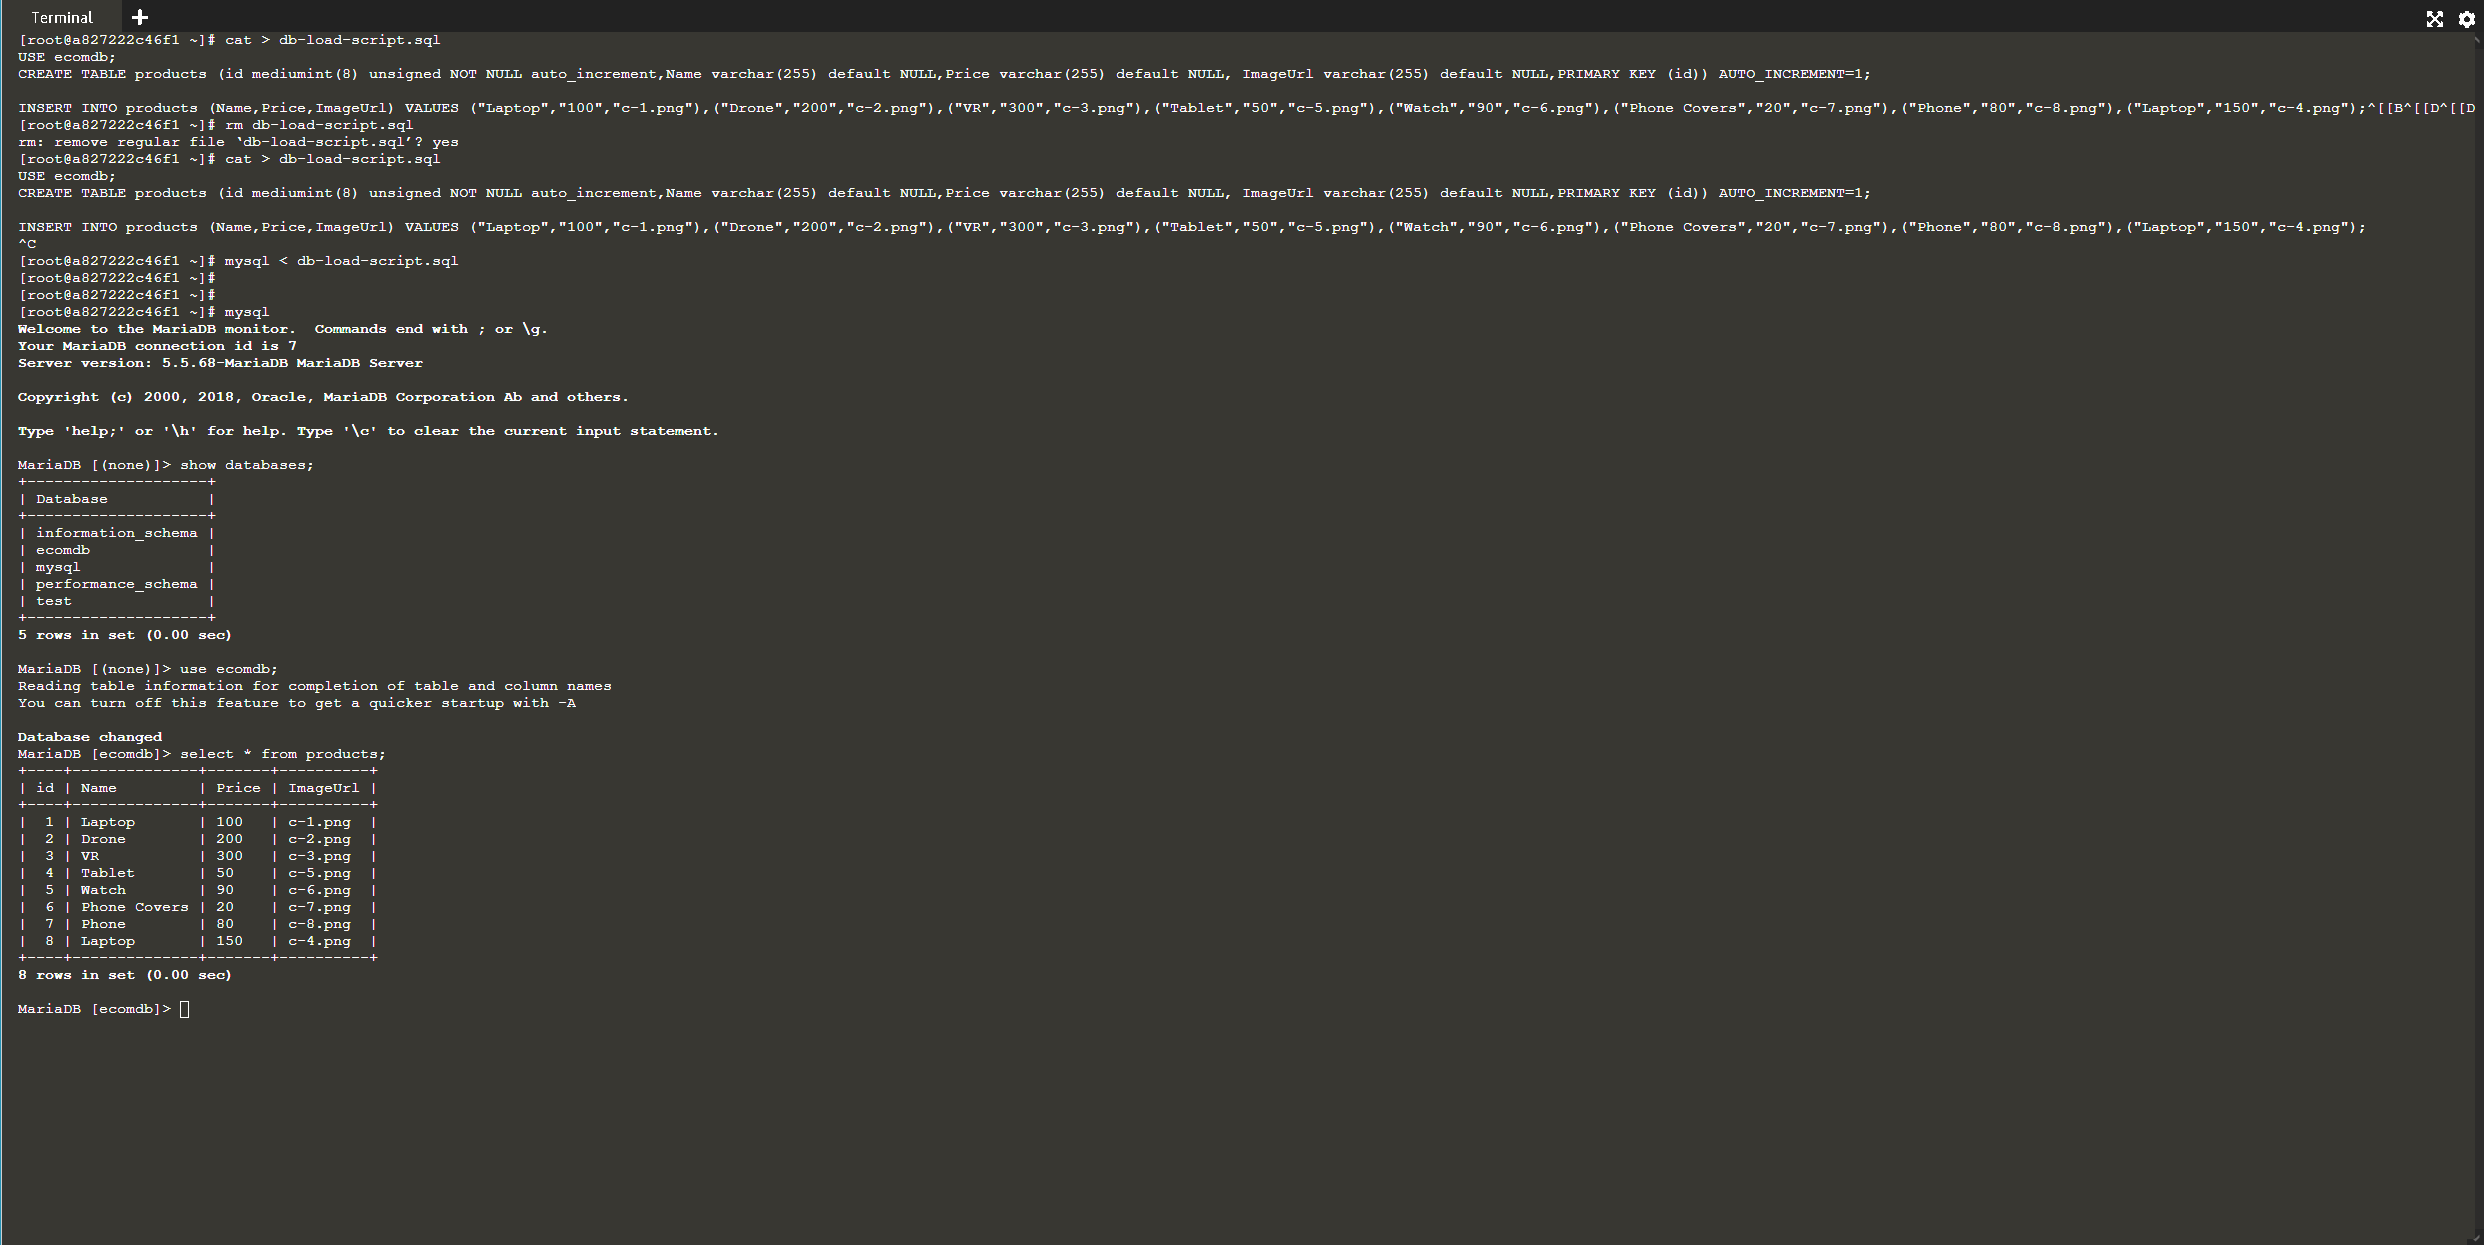 Terminal
[root@a827222c46f1 ~]# cat > db-load-script.sql
USE ecomdb;
CREATE TABLE products (id mediumint(8) unsigned NOT NULL auto_increment,Name varchar(255) default NULL,Price varchar(255) default NULL, ImageUrl varchar(255) default NULL,PRIMARY KEY (id)) AUTO_INCREMENT=1;
INSERT INTO products (Name,Price,ImageUrl) VALUES ("Laptop","100","c-1.png"),("Drone","200","c-2.png"),("VR","300","c-3.png"),("Tablet","50","c-5.png"),("Watch","90","c-6.png"),("Phone Covers","20","c-7.png"),("Phone","80","c-8.png"),("Laptop","150","c-4.png");^[[B^[[D^[[D
[root@a827222c46f1 ~]# rm db-load-script.sql
rm: remove regular file ‘db-load-script.sql’? yes
[root@a827222c46f1 ~]# cat > db-load-script.sql
USE ecomdb;
CREATE TABLE products (id mediumint(8) unsigned NOT NULL auto_increment,Name varchar(255) default NULL,Price varchar(255) default NULL, ImageUrl varchar(255) default NULL,PRIMARY KEY (id)) AUTO_INCREMENT=1;
INSERT INTO products (Name,Price,ImageUrl) VALUES ("Laptop","100","c-1.png"),("Drone","200","c-2.png"),("VR","300","c-3.png"),("Tablet","50","c-5.png"),("Watch","90","c-6.png"),("Phone Covers","20","c-7.png"),("Phone","80","c-8.png"),("Laptop","150","c-4.png");
^C
[root@a827222c46f1 ~]# mysql < db-load-script.sql
[root@a827222c46f1 ~]#
[root@a827222c46f1 ~]#
[root@a827222c46f1 ~]# mysql
Welcome to the MariaDB monitor.  Commands end with ; or \g.
Your MariaDB connection id is 7
Server version: 5.5.68-MariaDB MariaDB Server
Copyright (c) 2000, 2018, Oracle, MariaDB Corporation Ab and others.
Type 'help;' or '\h' for help. Type '\c' to clear the current input statement.
MariaDB [(none)]> show databases;
+--------------------+
| Database           |
+--------------------+
| information_schema |
| ecomdb             |
| mysql              |
| performance_schema |
| test               |
+--------------------+
5 rows in set (0.00 sec)
MariaDB [(none)]> use ecomdb;
Reading table information for completion of table and column names
You can turn off this feature to get a quicker startup with -A
Database changed
MariaDB [ecomdb]> select * from products;
+----+--------------+-------+----------+
| id | Name         | Price | ImageUrl |
+----+--------------+-------+----------+
|  1 | Laptop       | 100   | c-1.png  |
|  2 | Drone        | 200   | c-2.png  |
|  3 | VR           | 300   | c-3.png  |
|  4 | Tablet       | 50    | c-5.png  |
|  5 | Watch        | 90    | c-6.png  |
|  6 | Phone Covers | 20    | c-7.png  |
|  7 | Phone        | 80    | c-8.png  |
|  8 | Laptop       | 150   | c-4.png  |
+----+--------------+-------+----------+
8 rows in set (0.00 sec)
MariaDB [ecomdb]>